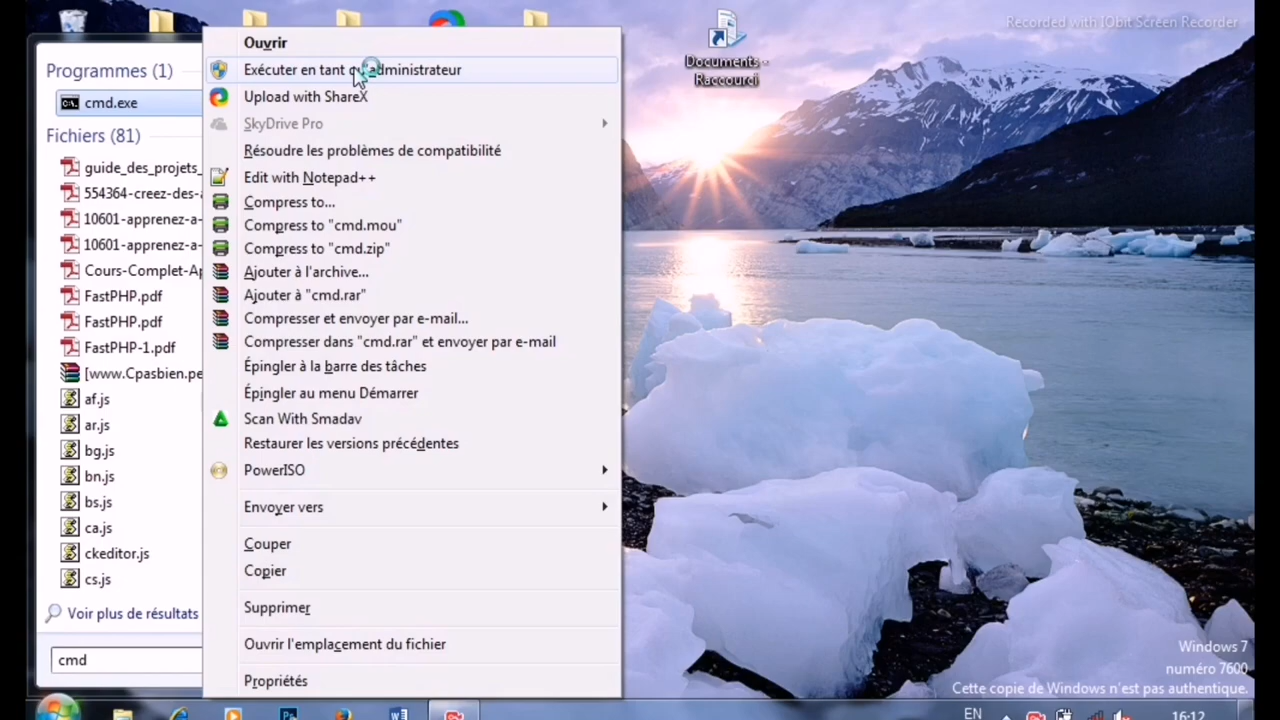 Recorded with IObit Screen Recorder
Documents - Raccourci
Programmes (1)
cmd.exe
Fichiers (81)
guide_des_projets_
554364-creez-des-a
10601-apprenez-a-
10601-apprenez-a-
Cours-Complet-Ap
FastPHP.pdf
FastPHP.pdf
FastPHP-1.pdf
[www.Cpasbien.pe
af.js
ar.js
bg.js
bn.js
bs.js
ca.js
ckeditor.js
cs.js
Voir plus de résultats
cmd
Ouvrir
Exécuter en tant qu'administrateur
Upload with ShareX
SkyDrive Pro
Résoudre les problèmes de compatibilité
Edit with Notepad++
Compress to...
Compress to "cmd.mou"
Compress to "cmd.zip"
Ajouter à l'archive...
Ajouter à "cmd.rar"
Compresser et envoyer par e-mail...
Compresser dans "cmd.rar" et envoyer par e-mail
Épingler à la barre des tâches
Épingler au menu Démarrer
Scan With Smadav
Restaurer les versions précédentes
PowerISO
Envoyer vers
Couper
Copier
Supprimer
Ouvrir l'emplacement du fichier
Propriétés
Windows 7
numéro 7600
Cette copie de Windows n'est pas authentique.
EN
16:12